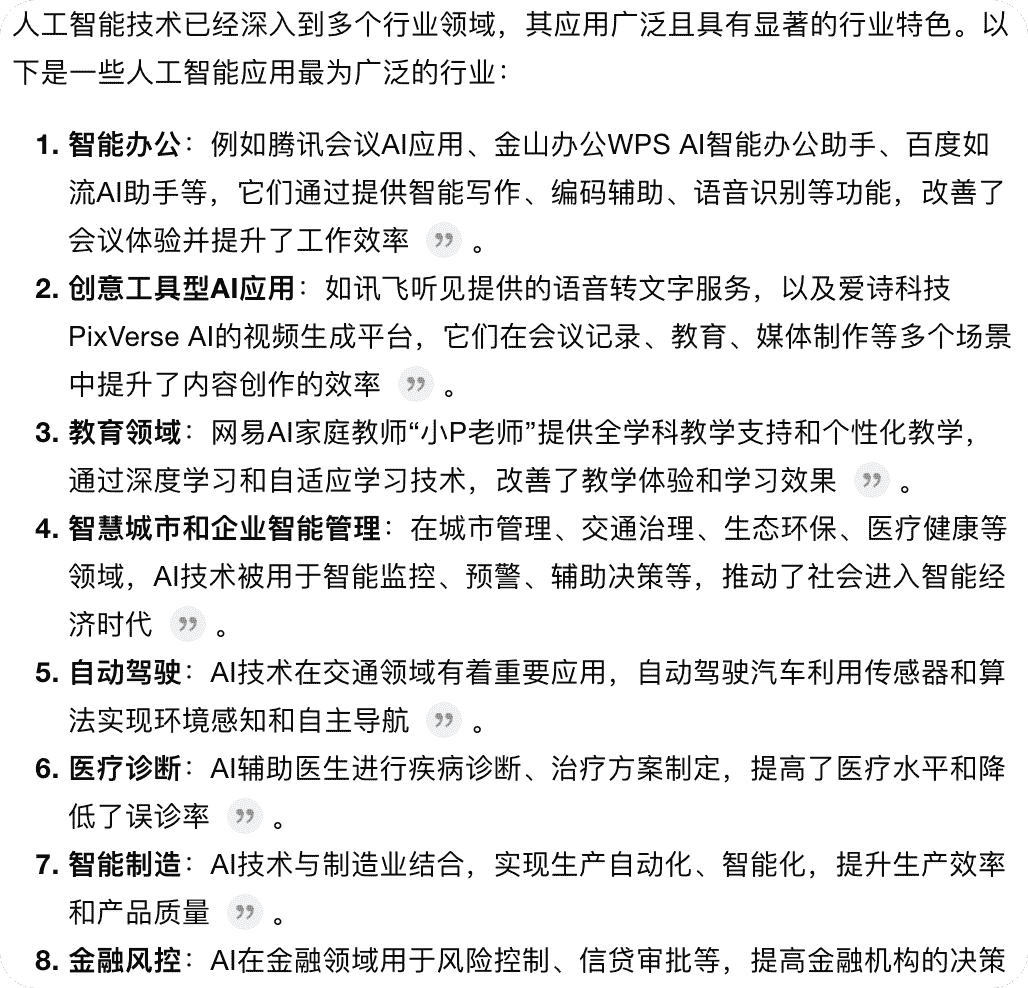 人工智能技术已经深入到多个行业领域，其应用广泛且具有显著的行业特色。以
下是一些人工智能应用最为广泛的行业：
1. 智能办公：例如腾讯会议AI应用、金山办公WPS AI智能办公助手、百度如
流AI助手等，它们通过提供智能写作、编码辅助、语音识别等功能，改善了
会议体验并提升了工作效率 ” 。
2. 创意工具型AI应用：如讯飞听见提供的语音转文字服务，以及爱诗科技
PixVerse AI的视频生成平台，它们在会议记录、教育、媒体制作等多个场景
中提升了内容创作的效率 ” 。
3. 教育领域：网易AI家庭教师“小P老师”提供全学科教学支持和个性化教学，
通过深度学习和自适应学习技术，改善了教学体验和学习效果 ” 。
4. 智慧城市和企业智能管理：在城市管理、交通治理、生态环保、医疗健康等
领域，AI技术被用于智能监控、预警、辅助决策等，推动了社会进入智能经
济时代 ” 。
5. 自动驾驶：AI技术在交通领域有着重要应用，自动驾驶汽车利用传感器和算
法实现环境感知和自主导航 ” 。
6. 医疗诊断：AI辅助医生进行疾病诊断、治疗方案制定，提高了医疗水平和降
低了误诊率 ” 。
7. 智能制造：AI技术与制造业结合，实现生产自动化、智能化，提升生产效率
和产品质量 ” 。
8. 金融风控：AI在金融领域用于风险控制、信贷审批等，提高金融机构的决策